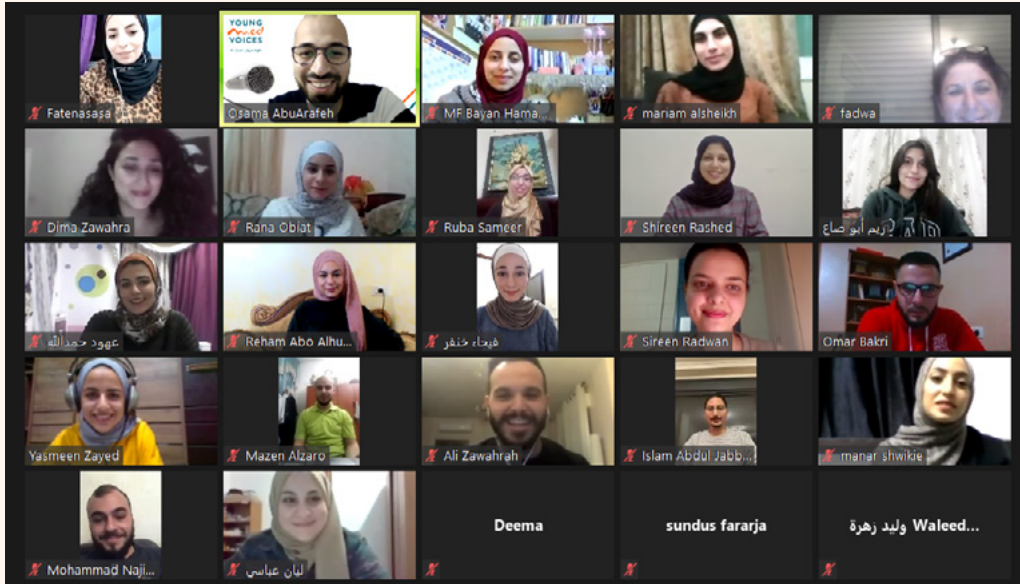 Fatenasasa
YOUNG
med
VOICES
Osama AbuArafeh
MF Bayan Hama...
mariam alsheikh
fadwa
Dima Zawahra
Rana Obiat
Ruba Sameer
Shireen Rashed
ريم أبو صاع
عهود حمدالله
Reham Abo Alhu...
فيحاء خنفر
Sireen Radwan
Omar Bakri
Yasmeen Zayed
Mazen Alzaro
Ali Zawahrah
Islam Abdul Jabb...
manar shwikie
Mohammad Naji...
ليان عباسي
Deema
sundus fararja
وليد زهرة Waleed...